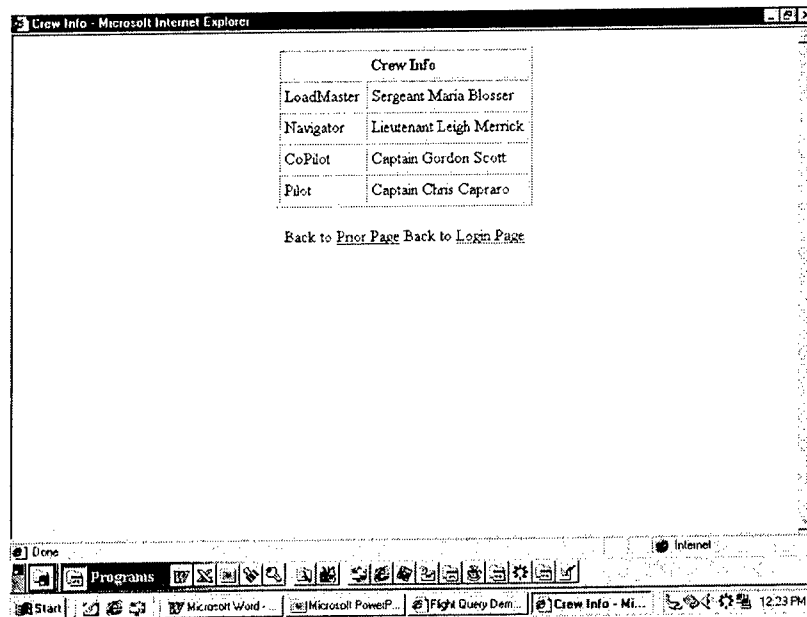 Crew Info - Microsoft Internet Explorer
Crew Info
LoadMaster Sergeant Maria Blosser
Navigator Lieutenant Leigh Merrick
CoPilot Captain Gordon Scott
Pilot Captain Chris Capraro
Back to Prior Page Back to Login Page
Done Internet
Programs
Start Microsoft Word - ... Microsoft PowerP... Flight Query Dem... Crew Info - Mi... 12:23 PM